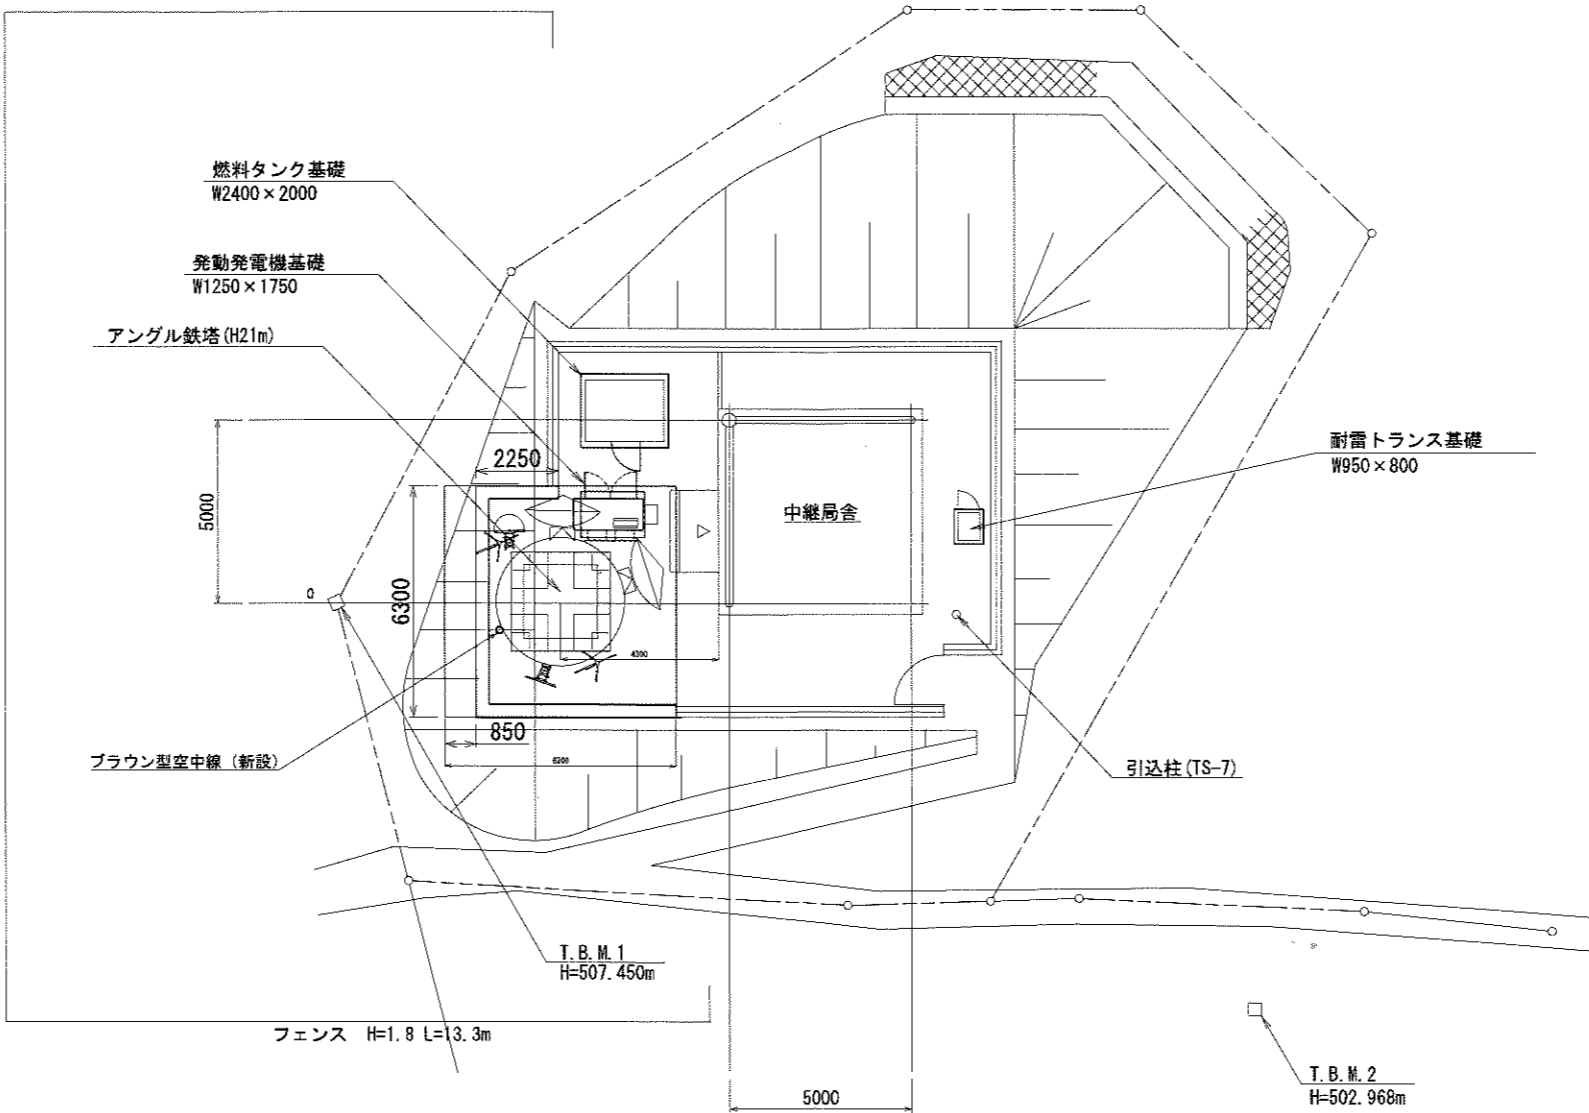 燃料タンク基礎
W2400×2000
発動発電機基礎
W1250×1750
アングル鉄塔(H21m)
2250
5000
中継局舎
耐雷トランス基礎
W950×800
6300
4300
850
6200
ブラウン型空中線（新設）
引込柱(TS-7)
T.B.M.1
H=507.450m
フェンス H=1.8 L=13.3m
T.B.M.2
H=502.968m
5000